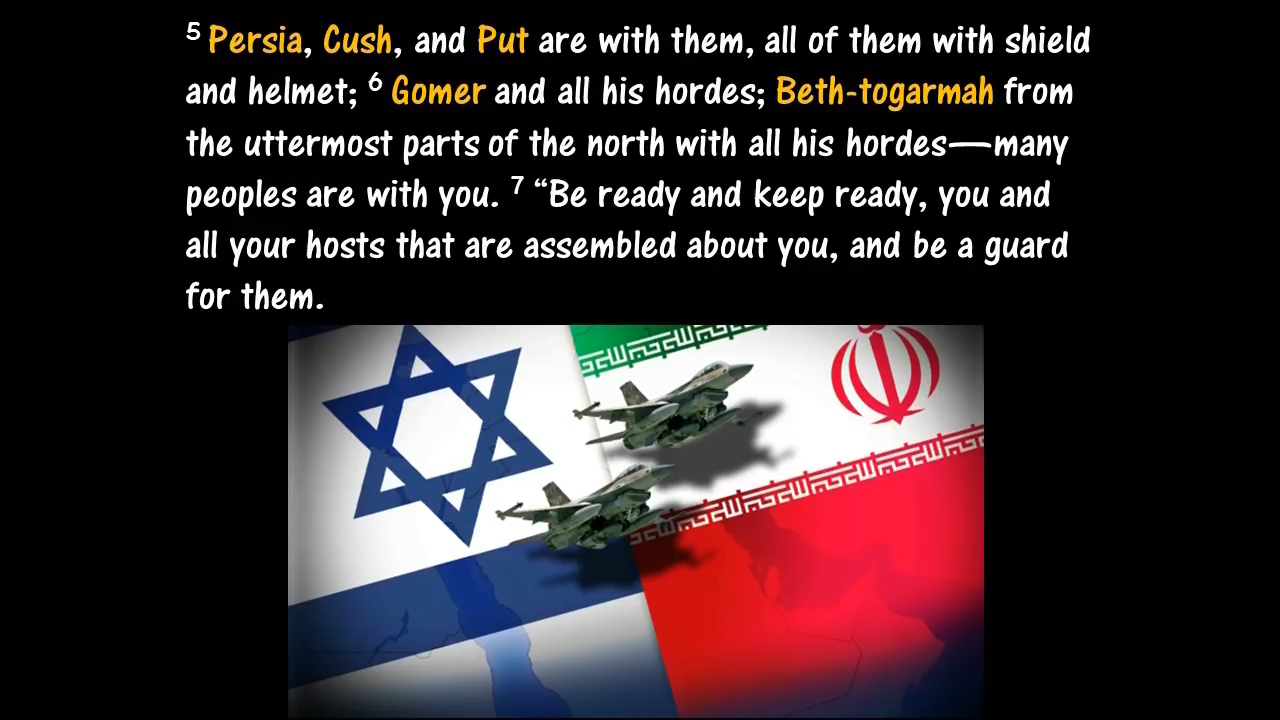 ⁵ Persia, Cush, and Put are with them, all of them with shield
and helmet; ⁶ Gomer and all his hordes; Beth-togarmah from
the uttermost parts of the north with all his hordes—many
peoples are with you. ⁷ “Be ready and keep ready, you and
all your hosts that are assembled about you, and be a guard
for them.